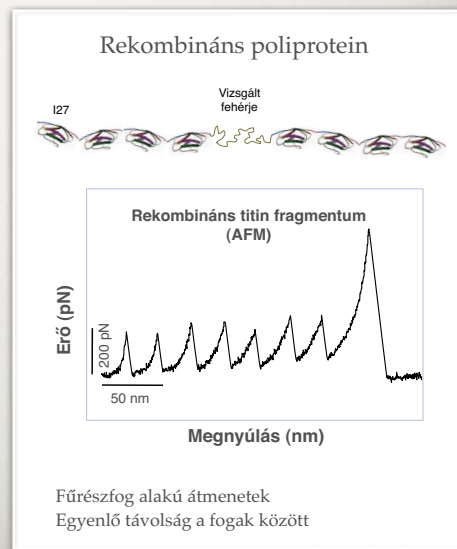 Rekombináns poliprotein
I27
Vizsgált
fehérje
Rekombináns titin fragmentum
(AFM)
Erő (pN)
200 pN
50 nm
Megnyúlás (nm)
Fűrészfog alakú átmenetek
Egyenlő távolság a fogak között